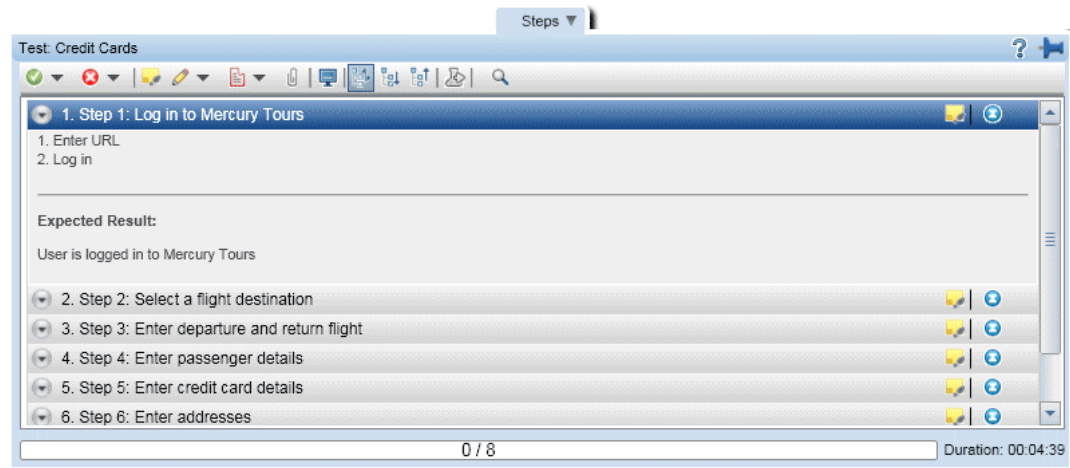 Steps
Test: Credit Cards
1. Step 1: Log in to Mercury Tours
1. Enter URL
2. Log in
Expected Result:
User is logged in to Mercury Tours
2. Step 2: Select a flight destination
3. Step 3: Enter departure and return flight
4. Step 4: Enter passenger details
5. Step 5: Enter credit card details
6. Step 6: Enter addresses
0 / 8
Duration: 00:04:39